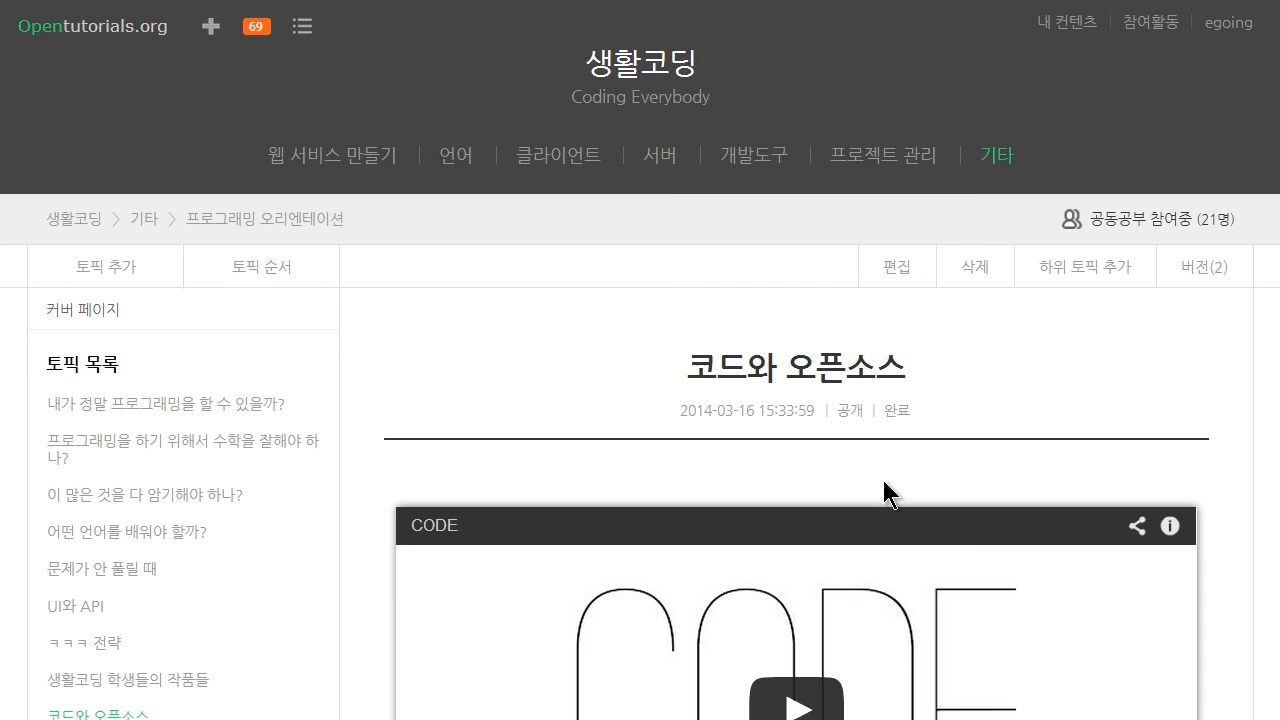 Opentutorials.org
69
내 컨텐츠
참여활동
egoing
생활코딩
Coding Everybody
웹 서비스 만들기
언어
클라이언트
서버
개발도구
프로젝트 관리
기타
생활코딩 > 기타 > 프로그래밍 오리엔테이션
공동공부 참여중 (21명)
토픽 추가
토픽 순서
편집
삭제
하위 토픽 추가
버전(2)
커버 페이지
토픽 목록
내가 정말 프로그래밍을 할 수 있을까?
프로그래밍을 하기 위해서 수학을 잘해야 하
나?
이 많은 것을 다 암기해야 하나?
어떤 언어를 배워야 할까?
문제가 안 풀릴 때
UI와 API
ㅋㅋㅋ 전략
생활코딩 학생들의 작품들
코드와 오픈소스
코드와 오픈소스
2014-03-16 15:33:59 | 공개 | 완료
CODE
CODE